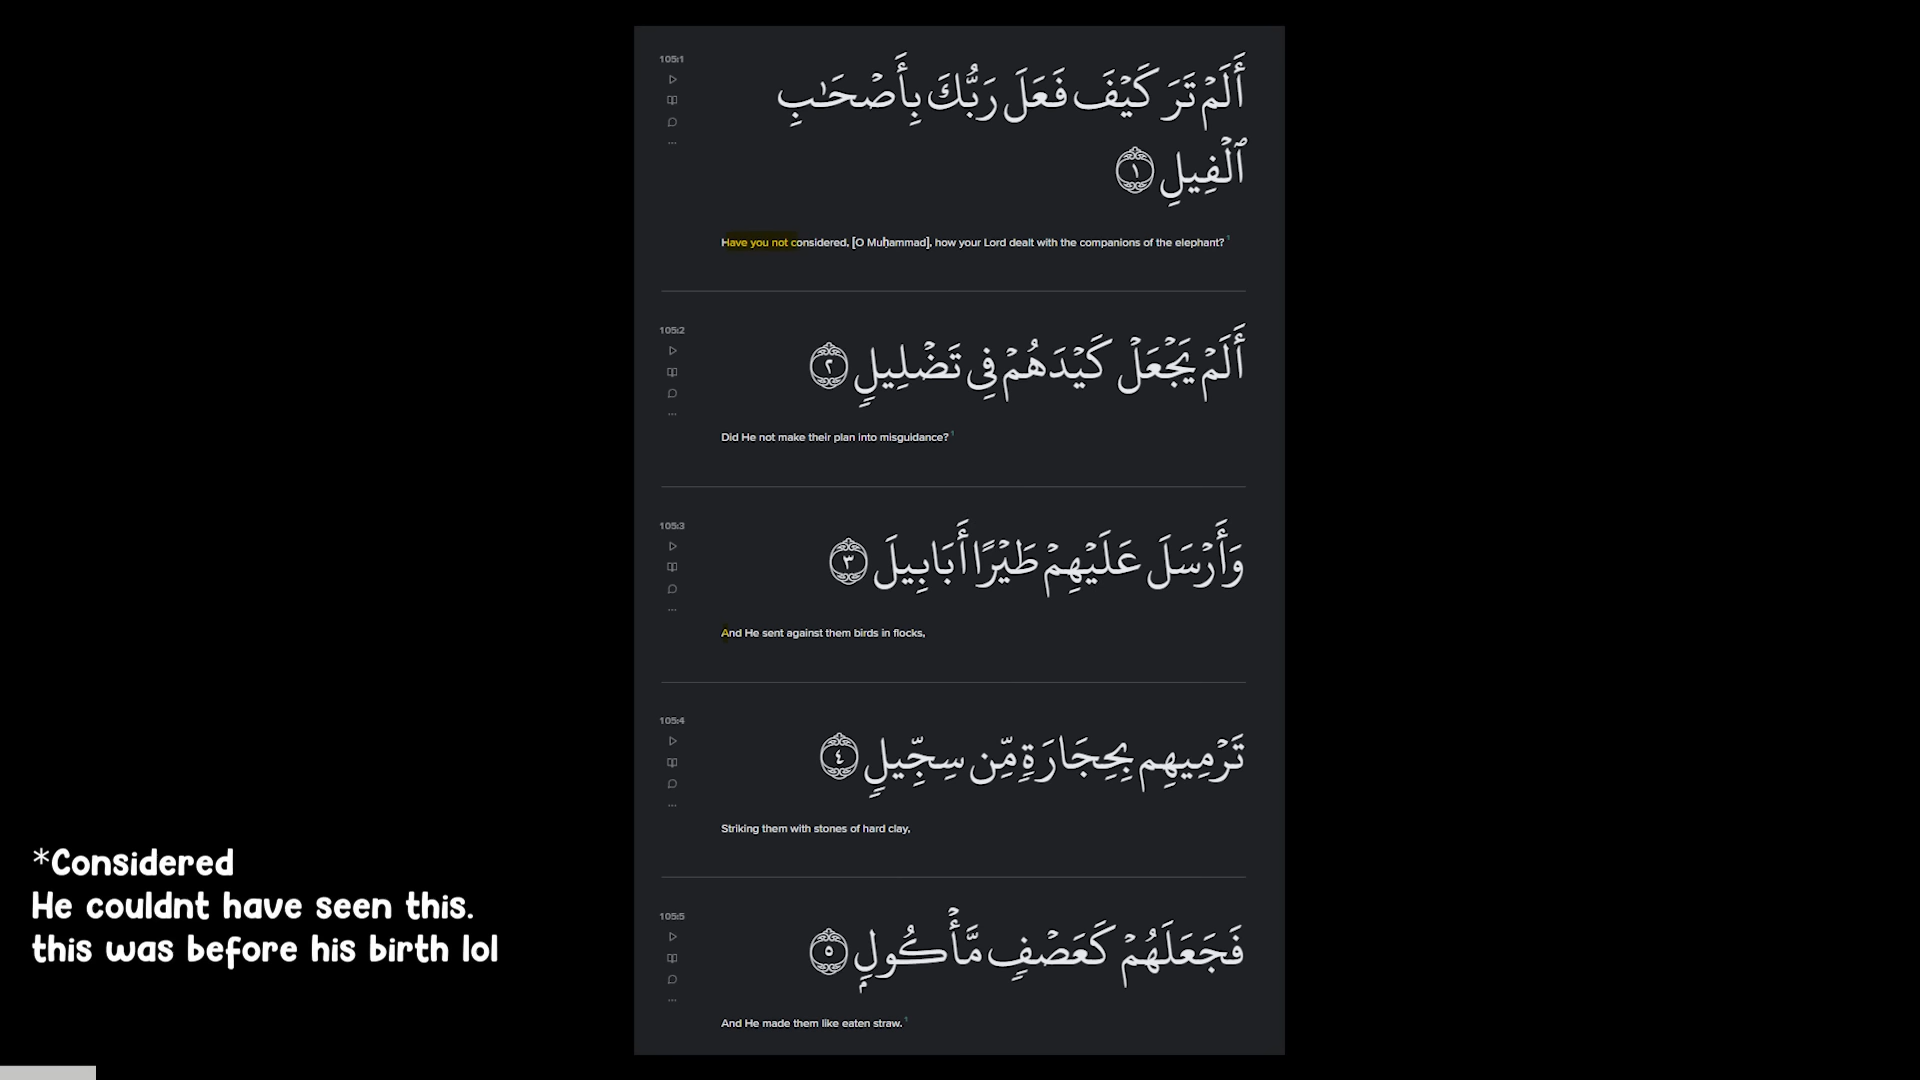 105:1
أَلَمۡ تَرَ كَيۡفَ فَعَلَ رَبُّكَ بِأَصۡحَٰبِ
ٱلۡفِيلِ ١
Have you not considered, [O Muḥammad], how your Lord dealt with the companions of the elephant? 1
105:2
أَلَمۡ يَجۡعَلۡ كَيۡدَهُمۡ فِي تَضۡلِيلٖ ٢
Did He not make their plan into misguidance? 1
105:3
وَأَرۡسَلَ عَلَيۡهِمۡ طَيۡرًا أَبَابِيلَ ٣
And He sent against them birds in flocks,
105:4
تَرۡمِيهِم بِحِجَارَةٖ مِّن سِجِّيلٖ ٤
Striking them with stones of hard clay,
105:5
فَجَعَلَهُمۡ كَعَصۡفٖ مَّأۡكُولِۭ ٥
And He made them like eaten straw. 1
*Considered
He couldnt have seen this.
this was before his birth lol